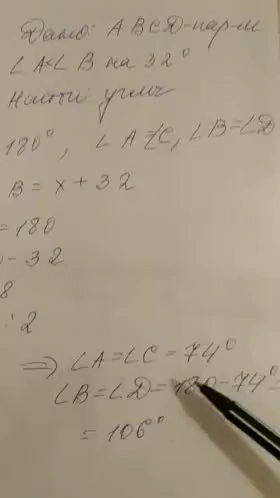 Дано: ABCD-пар-м
∠A<∠B на 32°
Найти углы
180°, ∠A=∠C, ∠B=∠D
B = x + 32
= 180
- 32
8
: 2
=> ∠A=∠C = 74°
∠B=∠D= 180-74°=
= 106°